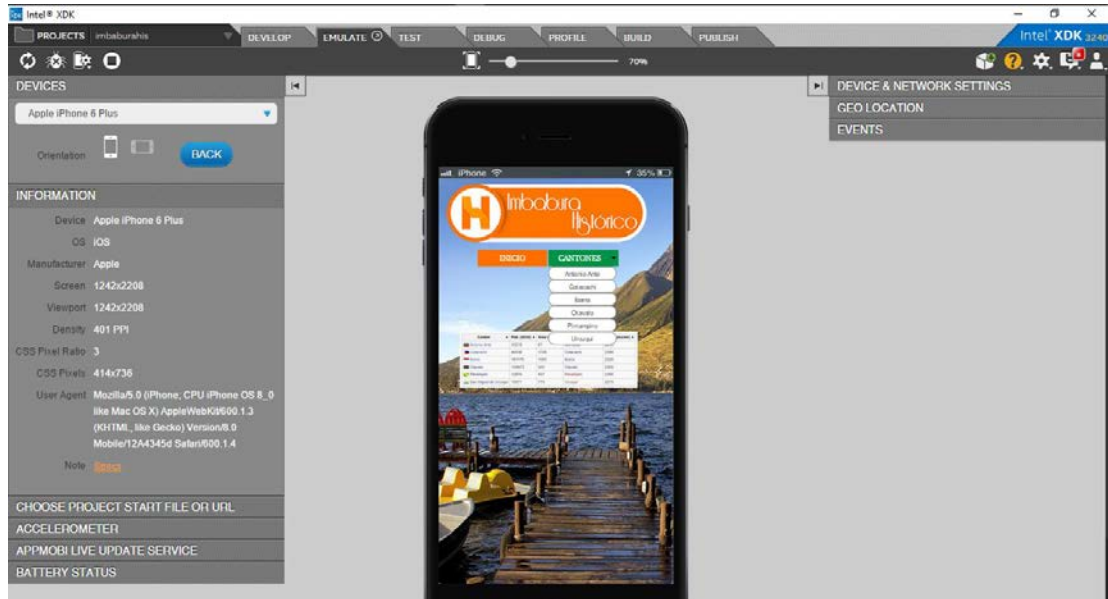 Intel® XDK
PROJECTS imbaburahis
DEVELOP EMULATE TEST DEBUG PROFILE BUILD PUBLISH
Intel® XDK 3240
70%
DEVICES
Apple iPhone 6 Plus
Orientation
BACK
INFORMATION
Device Apple iPhone 6 Plus
OS iOS
Manufacturer Apple
Screen 1242x2208
Viewport 1242x2208
Density 401 PPI
CSS Pixel Ratio 3
CSS Pixels 414x736
User Agent Mozilla/5.0 (iPhone; CPU iPhone OS 8_0
like Mac OS X) AppleWebKit/600.1.3
(KHTML, like Gecko) Version/8.0
Mobile/12A4345d Safari/600.1.4
Note Specs
CHOOSE PROJECT START FILE OR URL
ACCELEROMETER
APPMOBI LIVE UPDATE SERVICE
BATTERY STATUS
iPhone 35%
H Imbabura
Histórico
INICIO CANTONES
Antonio Ante
Cotacachi
Ibarra
Otavalo
Pimampiro
Urcuquí
DEVICE & NETWORK SETTINGS
GEO LOCATION
EVENTS